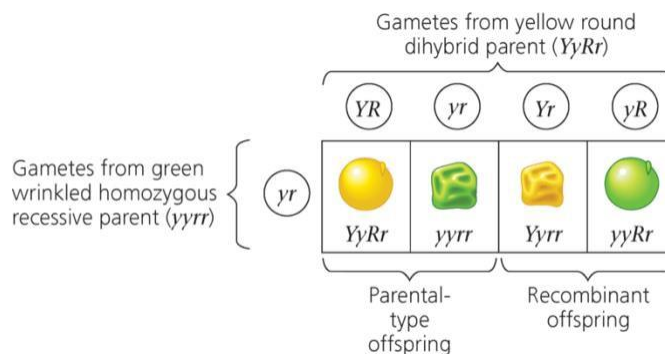 Gametes from yellow round
dihybrid parent (YyRr)
YR yr Yr yR
Gametes from green
wrinkled homozygous
recessive parent (yyrr)
yr
YyRr yyrr Yyrr yyRr
Parental-
type
offspring
Recombinant
offspring